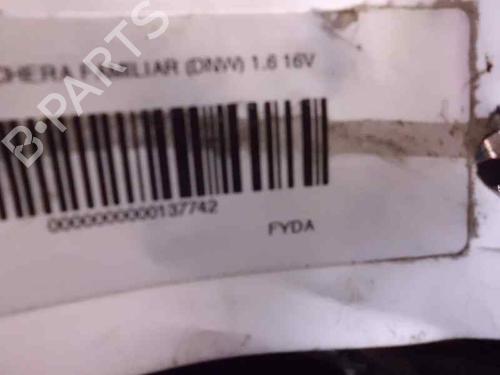 CHERA FAMILIAR (DNW) 1.6 16V
00000000000137742
FYDA
B-PARTS